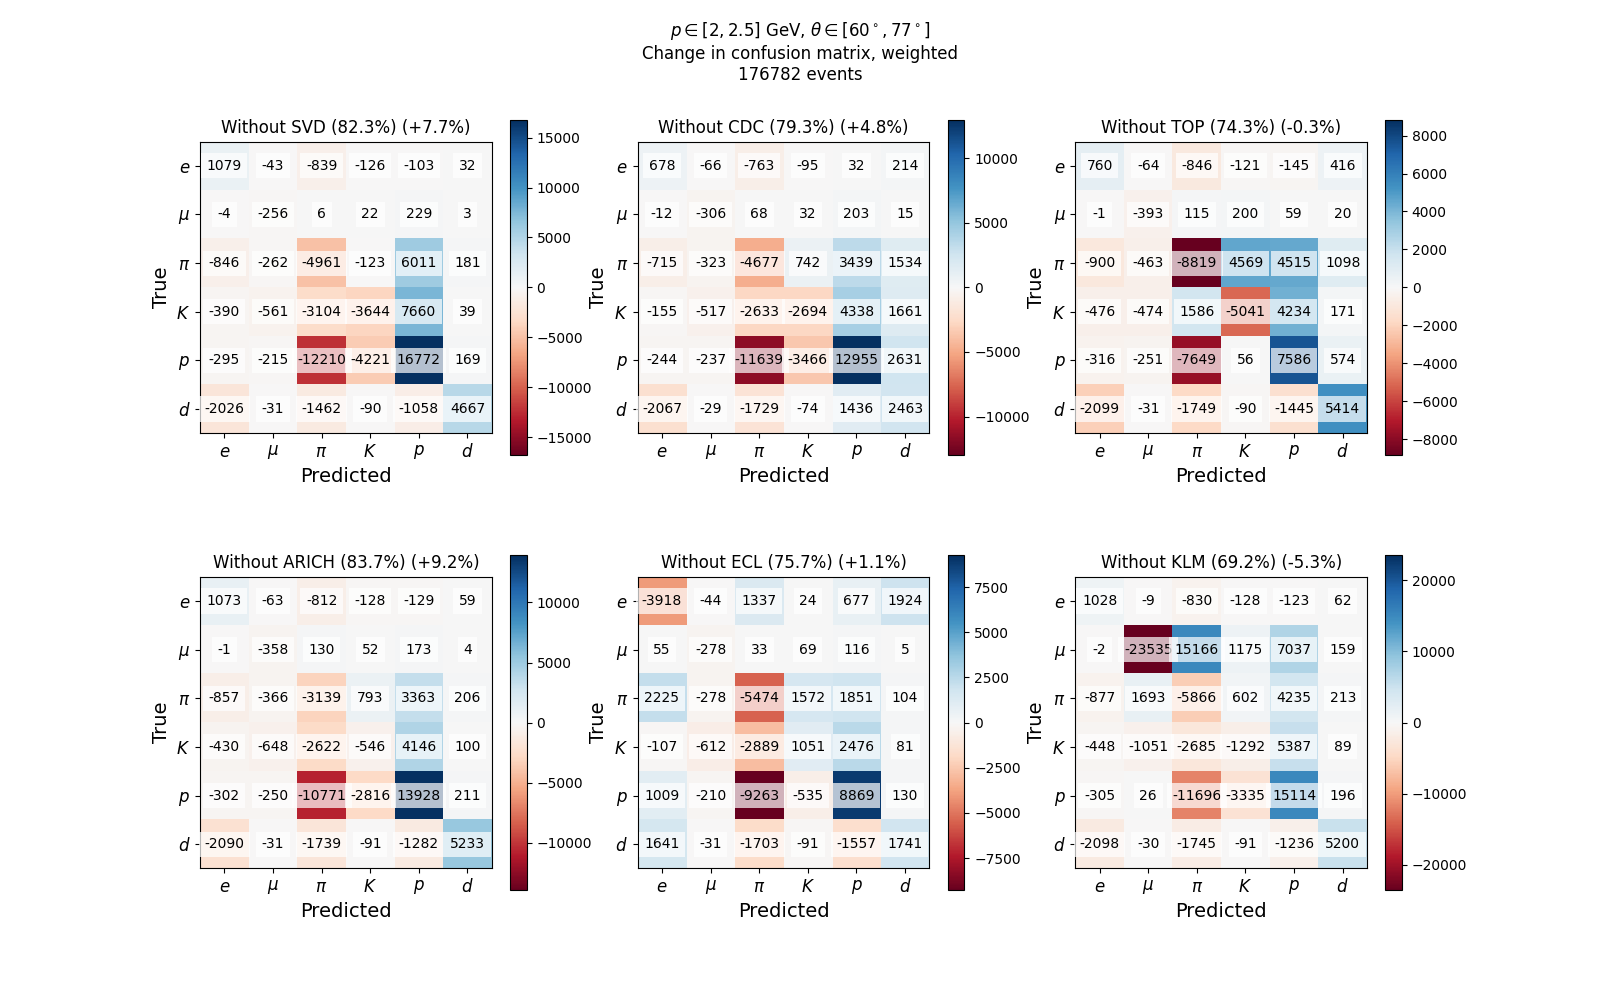 p ∈ [2, 2.5] GeV, θ ∈ [60°, 77°]
Change in confusion matrix, weighted
176782 events
Without SVD (82.3%) (+7.7%)
e 1079 -43 -839 -126 -103 32
μ -4 -256 6 22 229 3
π -846 -262 -4961 -123 6011 181
K -390 -561 -3104 -3644 7660 39
p -295 -215 -12210 -4221 16772 169
d -2026 -31 -1462 -90 -1058 4667
e μ π K p d
Predicted
True
15000
10000
5000
0
−5000
−10000
−15000
Without CDC (79.3%) (+4.8%)
678 -66 -763 -95 32 214
-12 -306 68 32 203 15
-715 -323 -4677 742 3439 1534
-155 -517 -2633 -2694 4338 1661
-244 -237 -11639 -3466 12955 2631
-2067 -29 -1729 -74 1436 2463
e μ π K p d
Predicted
True
10000
5000
0
−5000
−10000
Without TOP (74.3%) (-0.3%)
e 760 -64 -846 -121 -145 416
μ -1 -393 115 200 59 20
π -900 -463 -8819 4569 4515 1098
K -476 -474 1586 -5041 4234 171
p -316 -251 -7649 56 7586 574
d -2099 -31 -1749 -90 -1445 5414
e μ π K p d
Predicted
True
8000
6000
4000
2000
0
−2000
−4000
−6000
−8000
Without ARICH (83.7%) (+9.2%)
e 1073 -63 -812 -128 -129 59
μ -1 -358 130 52 173 4
π -857 -366 -3139 793 3363 206
K -430 -648 -2622 -546 4146 100
p -302 -250 -10771 -2816 13928 211
d -2090 -31 -1739 -91 -1282 5233
e μ π K p d
Predicted
True
10000
5000
0
−5000
−10000
Without ECL (75.7%) (+1.1%)
e -3918 -44 1337 24 677 1924
μ 55 -278 33 69 116 5
π 2225 -278 -5474 1572 1851 104
K -107 -612 -2889 1051 2476 81
p 1009 -210 -9263 -535 8869 130
d 1641 -31 -1703 -91 -1557 1741
e μ π K p d
Predicted
True
7500
5000
2500
0
−2500
−5000
−7500
Without KLM (69.2%) (-5.3%)
e 1028 -9 -830 -128 -123 62
μ -2 -23535 15166 1175 7037 159
π -877 1693 -5866 602 4235 213
K -448 -1051 -2685 -1292 5387 89
p -305 26 -11696 -3335 15114 196
d -2098 -30 -1745 -91 -1236 5200
e μ π K p d
Predicted
True
20000
10000
0
−10000
−20000